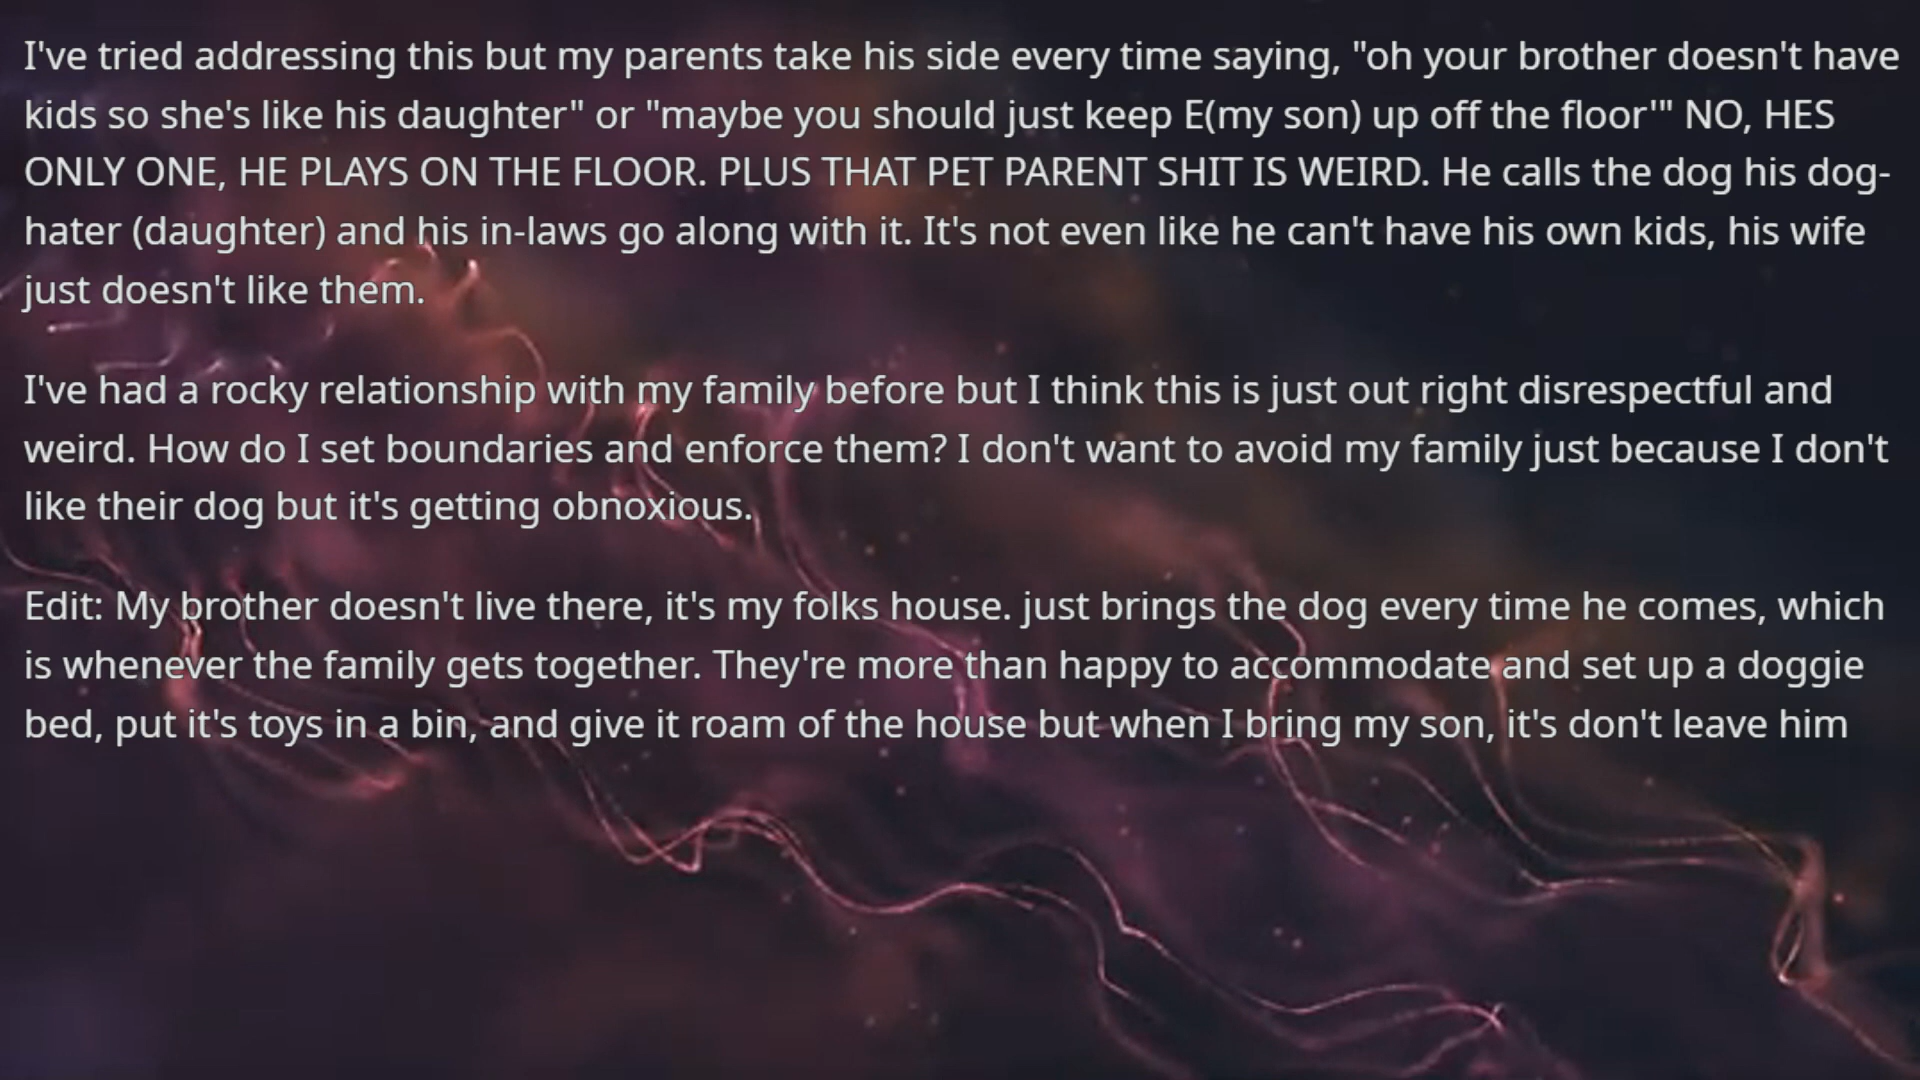 I've tried addressing this but my parents take his side every time saying, "oh your brother doesn't have
kids so she's like his daughter" or "maybe you should just keep E(my son) up off the floor'" NO, HES
ONLY ONE, HE PLAYS ON THE FLOOR. PLUS THAT PET PARENT SHIT IS WEIRD. He calls the dog his dog-
hater (daughter) and his in-laws go along with it. It's not even like he can't have his own kids, his wife
just doesn't like them.
I've had a rocky relationship with my family before but I think this is just out right disrespectful and
weird. How do I set boundaries and enforce them? I don't want to avoid my family just because I don't
like their dog but it's getting obnoxious.
Edit: My brother doesn't live there, it's my folks house. just brings the dog every time he comes, which
is whenever the family gets together. They're more than happy to accommodate and set up a doggie
bed, put it's toys in a bin, and give it roam of the house but when I bring my son, it's don't leave him